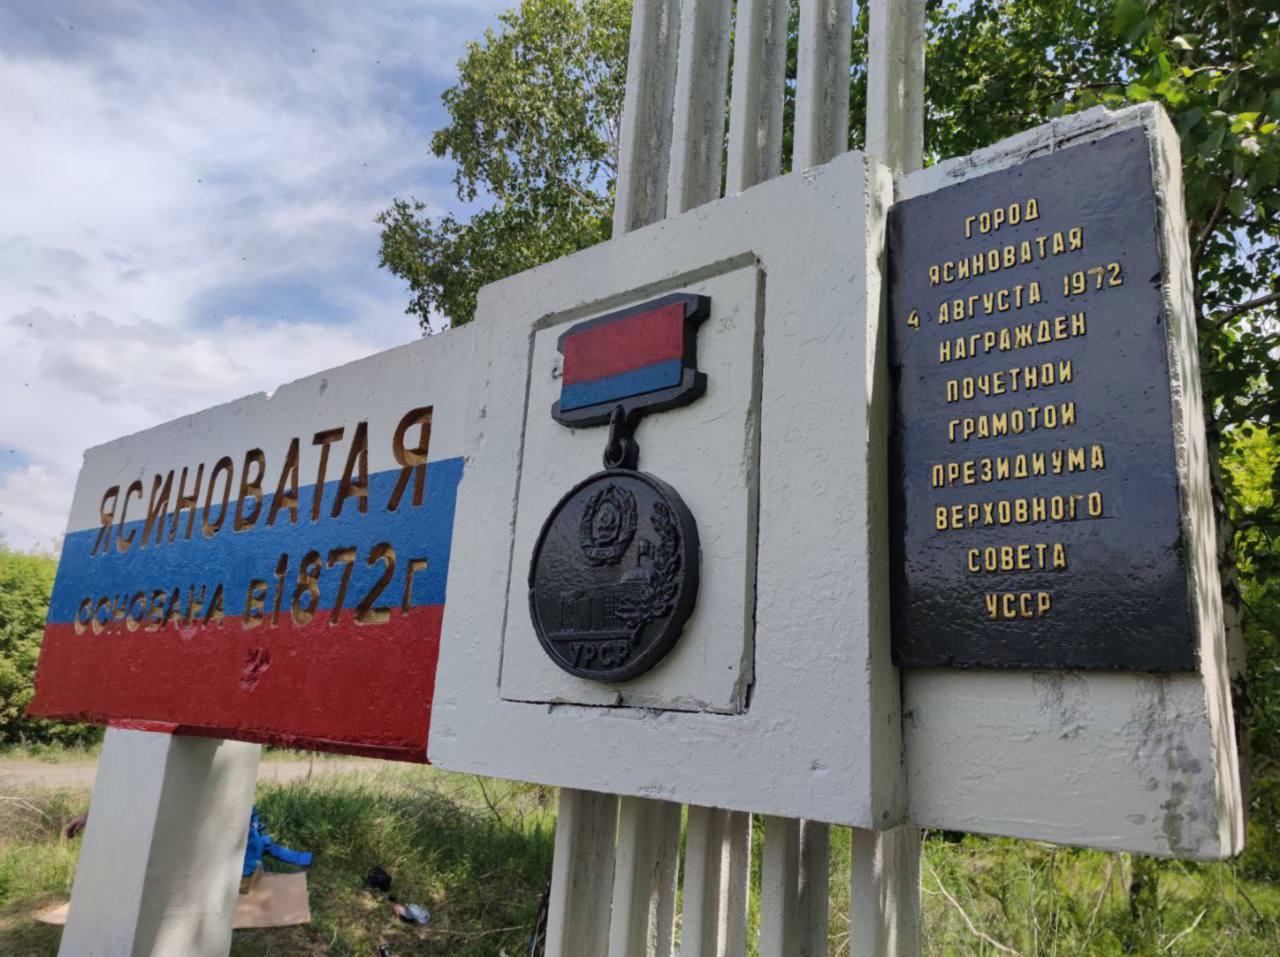 ЯСИНОВАТАЯ
ОСНОВАНА В 1872 Г
УРСР
ГОРОД
ЯСИНОВАТАЯ
4 АВГУСТА 1972
НАГРАЖДЕН
ПОЧЕТНОЙ
ГРАМОТОЙ
ПРЕЗИДИУМА
ВЕРХОВНОГО
СОВЕТА
УССР